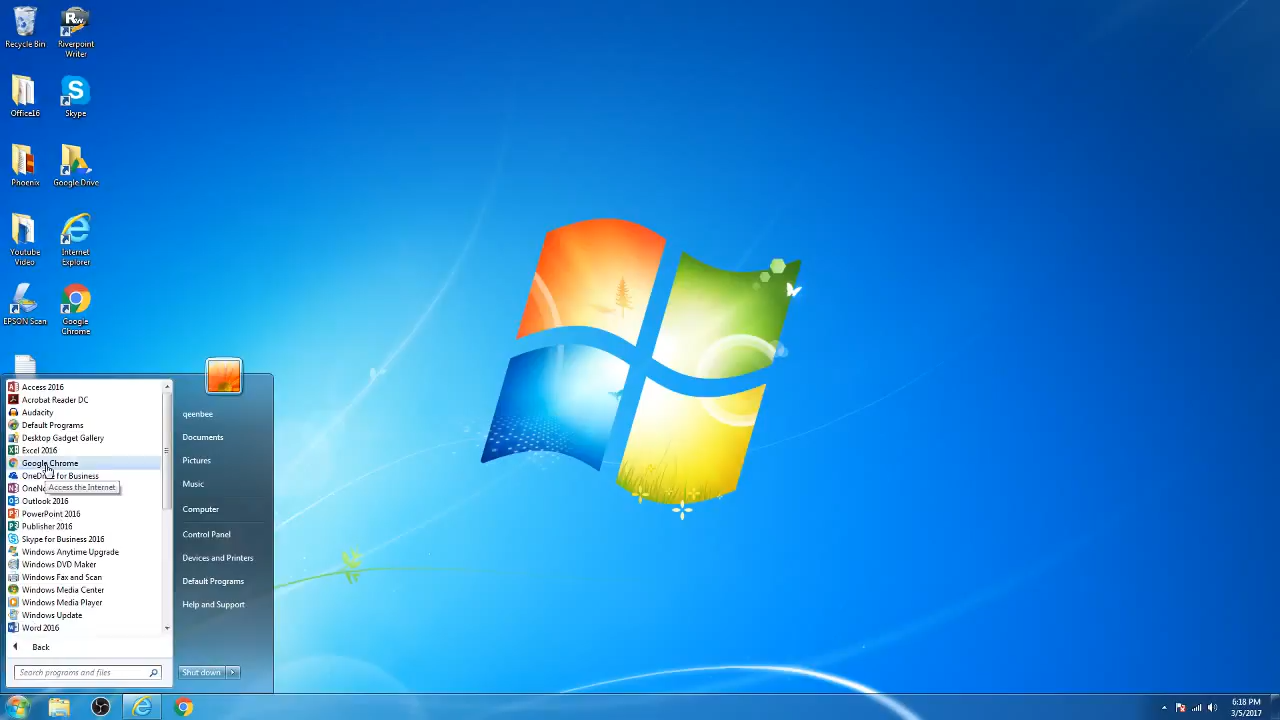 Recycle Bin
Riverpoint
Writer
Office16
Skype
Phoenix
Google Drive
Youtube
Video
Internet
Explorer
EPSON Scan
Google
Chrome
Access 2016
Acrobat Reader DC
Audacity
Default Programs
Desktop Gadget Gallery
Excel 2016
Google Chrome
for Business
Access the Internet
Outlook 2016
PowerPoint 2016
Publisher 2016
Skype for Business 2016
Windows Anytime Upgrade
Windows DVD Maker
Windows Fax and Scan
Windows Media Center
Windows Media Player
Windows Update
Word 2016
Back
Search programs and files
qeenbee
Documents
Pictures
Music
Computer
Control Panel
Devices and Printers
Default Programs
Help and Support
Shut down
6:18 PM
3/5/2017